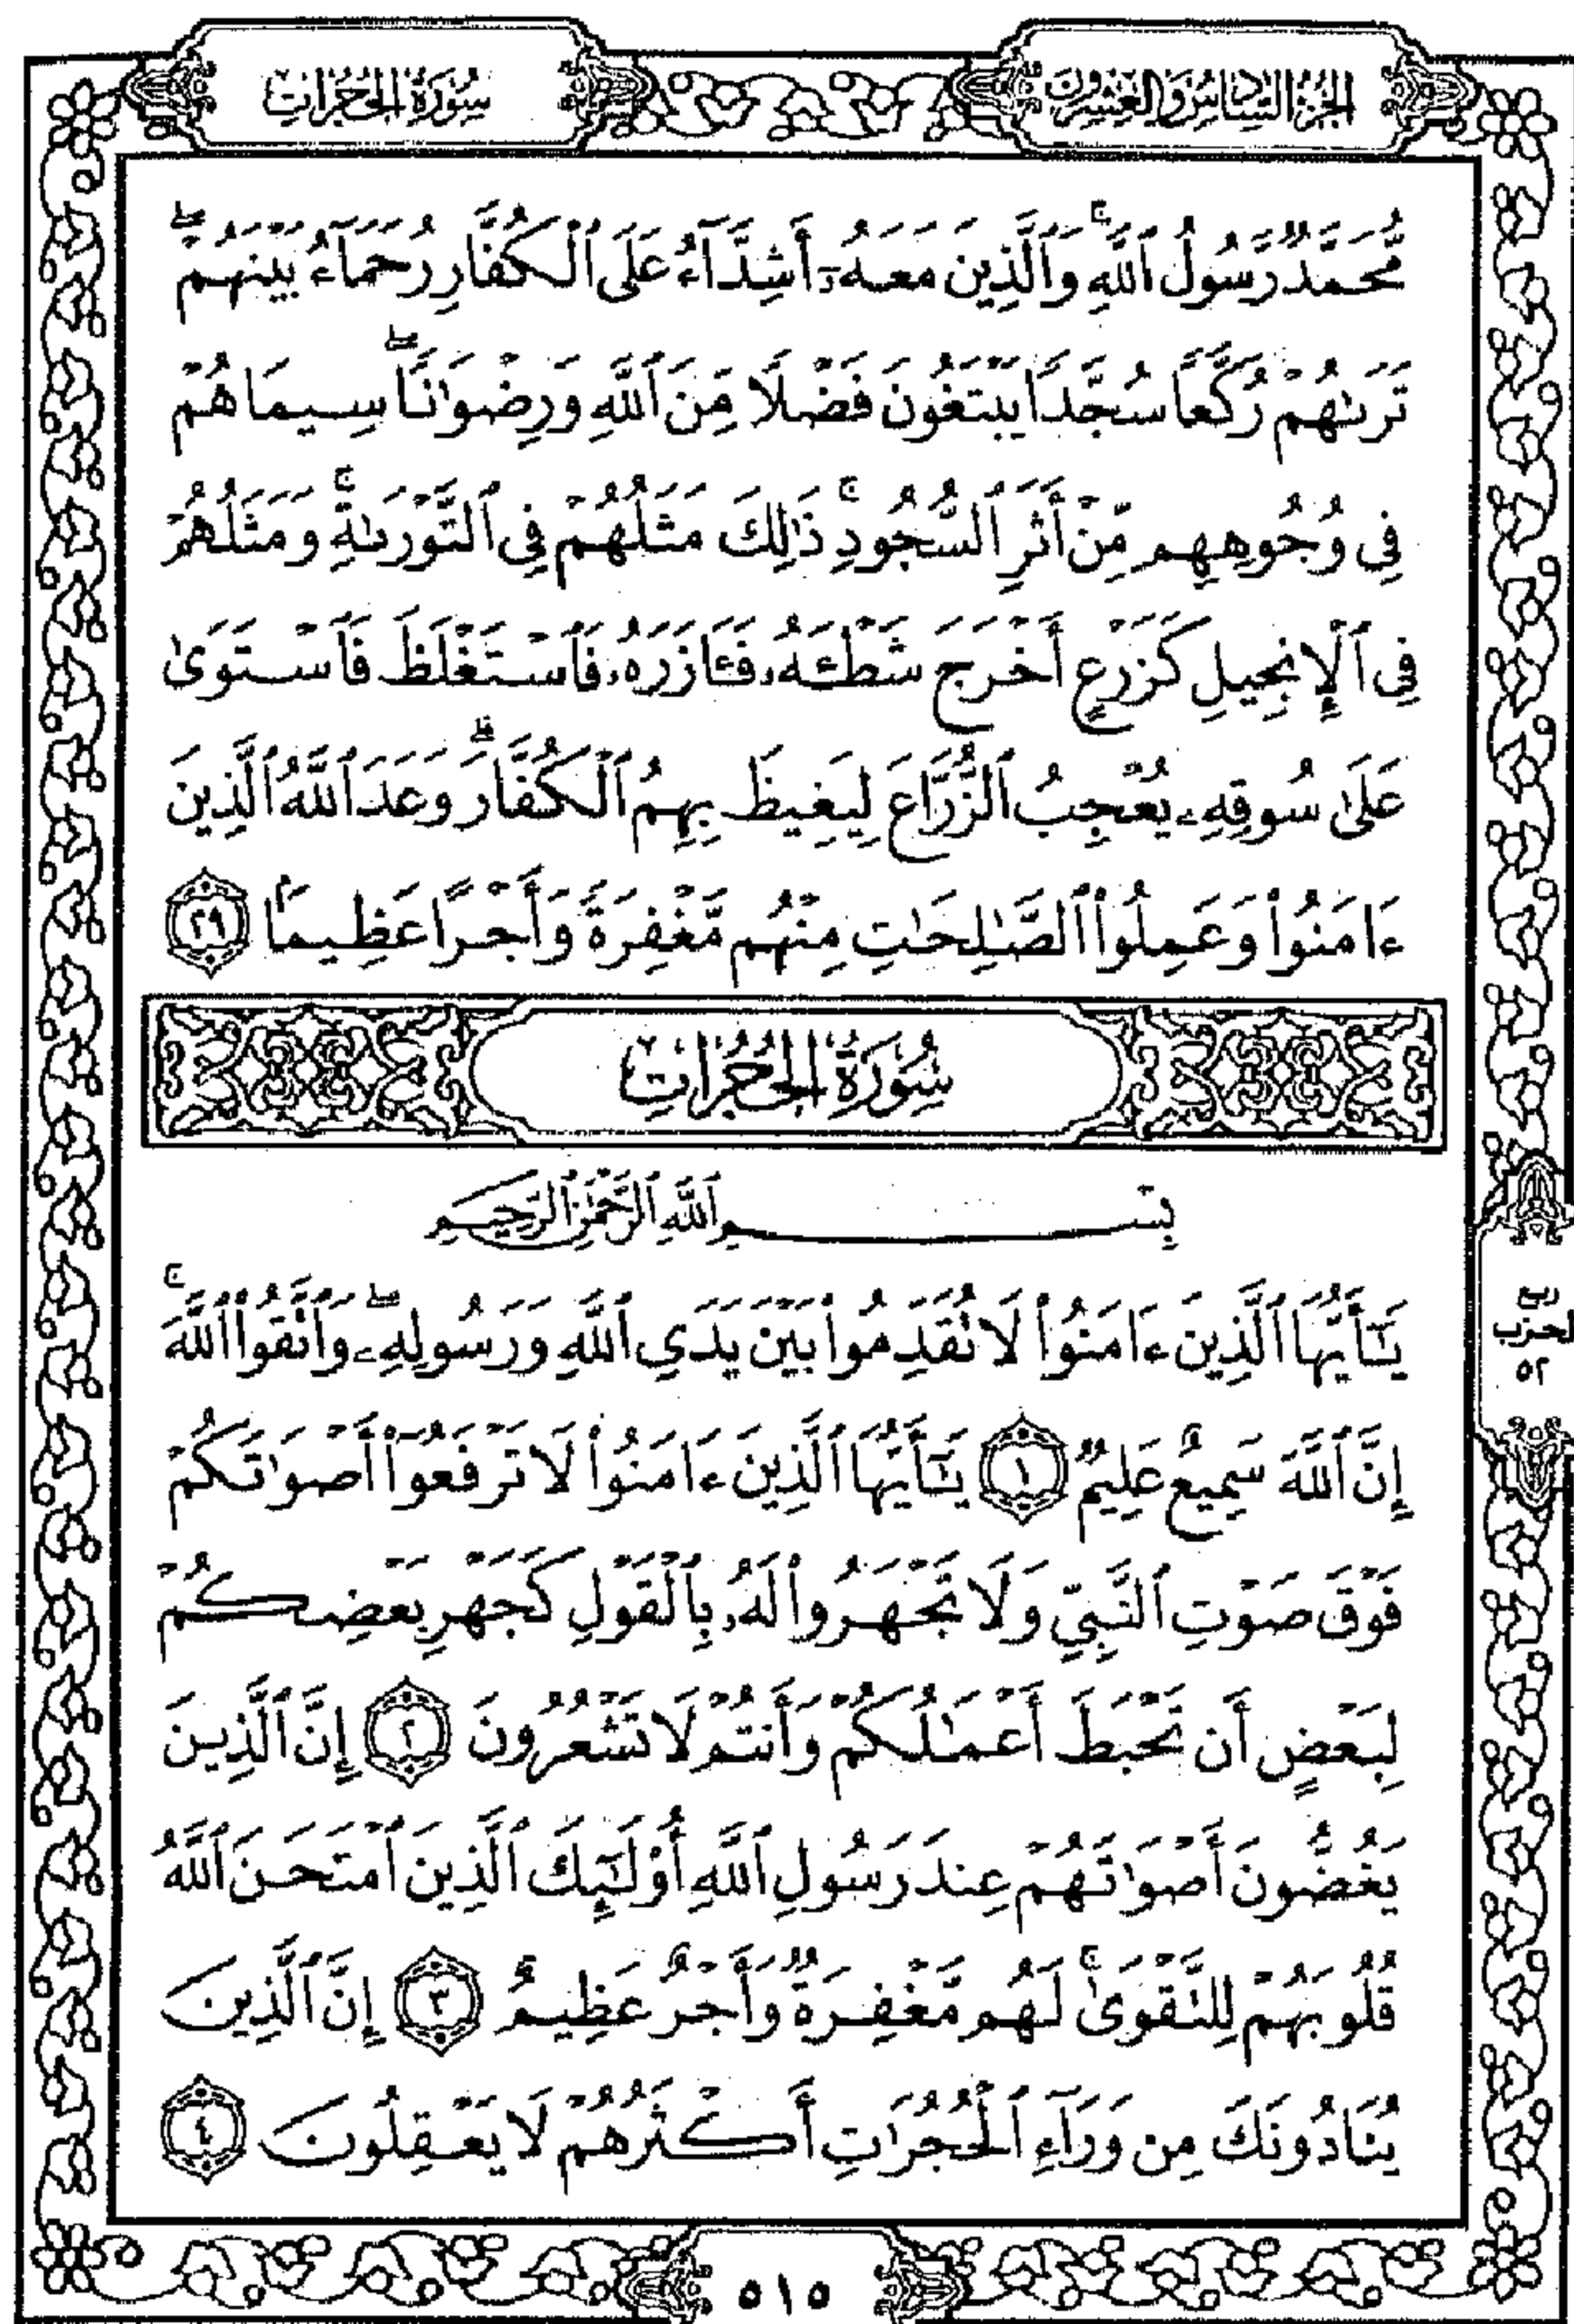 الجزء السادس والعشرون
سورة الحجرات
مُّحَمَّدٌ رَّسُولُ ٱللَّهِ ۚ وَٱلَّذِينَ مَعَهُۥٓ أَشِدَّآءُ عَلَى ٱلْكُفَّارِ رُحَمَآءُ بَيْنَهُمْ ۖ
تَرَىٰهُمْ رُكَّعًا سُجَّدًا يَبْتَغُونَ فَضْلًا مِّنَ ٱللَّهِ وَرِضْوَٰنًا ۖ سِيمَاهُمْ
فِى وُجُوهِهِم مِّنْ أَثَرِ ٱلسُّجُودِ ۚ ذَٰلِكَ مَثَلُهُمْ فِى ٱلتَّوْرَىٰةِ ۚ وَمَثَلُهُمْ
فِى ٱلْإِنجِيلِ كَزَرْعٍ أَخْرَجَ شَطْـَٔهُۥ فَـَٔازَرَهُۥ فَٱسْتَغْلَظَ فَٱسْتَوَىٰ
عَلَىٰ سُوقِهِۦ يُعْجِبُ ٱلزُّرَّاعَ لِيَغِيظَ بِهِمُ ٱلْكُفَّارَ ۗ وَعَدَ ٱللَّهُ ٱلَّذِينَ
ءَامَنُوا۟ وَعَمِلُوا۟ ٱلصَّٰلِحَٰتِ مِنْهُم مَّغْفِرَةً وَأَجْرًا عَظِيمًۢا ٢٩
سُورَةُ الحُجُرَاتِ
بِسْمِ ٱللَّهِ ٱلرَّحْمَٰنِ ٱلرَّحِيمِ
يَٰٓأَيُّهَا ٱلَّذِينَ ءَامَنُوا۟ لَا تُقَدِّمُوا۟ بَيْنَ يَدَىِ ٱللَّهِ وَرَسُولِهِۦ ۖ وَٱتَّقُوا۟ ٱللَّهَ ۚ
إِنَّ ٱللَّهَ سَمِيعٌ عَلِيمٌ ١ يَٰٓأَيُّهَا ٱلَّذِينَ ءَامَنُوا۟ لَا تَرْفَعُوٓا۟ أَصْوَٰتَكُمْ
فَوْقَ صَوْتِ ٱلنَّبِىِّ وَلَا تَجْهَرُوا۟ لَهُۥ بِٱلْقَوْلِ كَجَهْرِ بَعْضِكُمْ
لِبَعْضٍ أَن تَحْبَطَ أَعْمَٰلُكُمْ وَأَنتُمْ لَا تَشْعُرُونَ ٢ إِنَّ ٱلَّذِينَ
يَغُضُّونَ أَصْوَٰتَهُمْ عِندَ رَسُولِ ٱللَّهِ أُو۟لَٰٓئِكَ ٱلَّذِينَ ٱمْتَحَنَ ٱللَّهُ
قُلُوبَهُمْ لِلتَّقْوَىٰ ۚ لَهُم مَّغْفِرَةٌ وَأَجْرٌ عَظِيمٌ ٣ إِنَّ ٱلَّذِينَ
يُنَادُونَكَ مِن وَرَآءِ ٱلْحُجُرَٰتِ أَكْثَرُهُمْ لَا يَعْقِلُونَ ٤
ربع
الحزب
٥٢
٥١٥